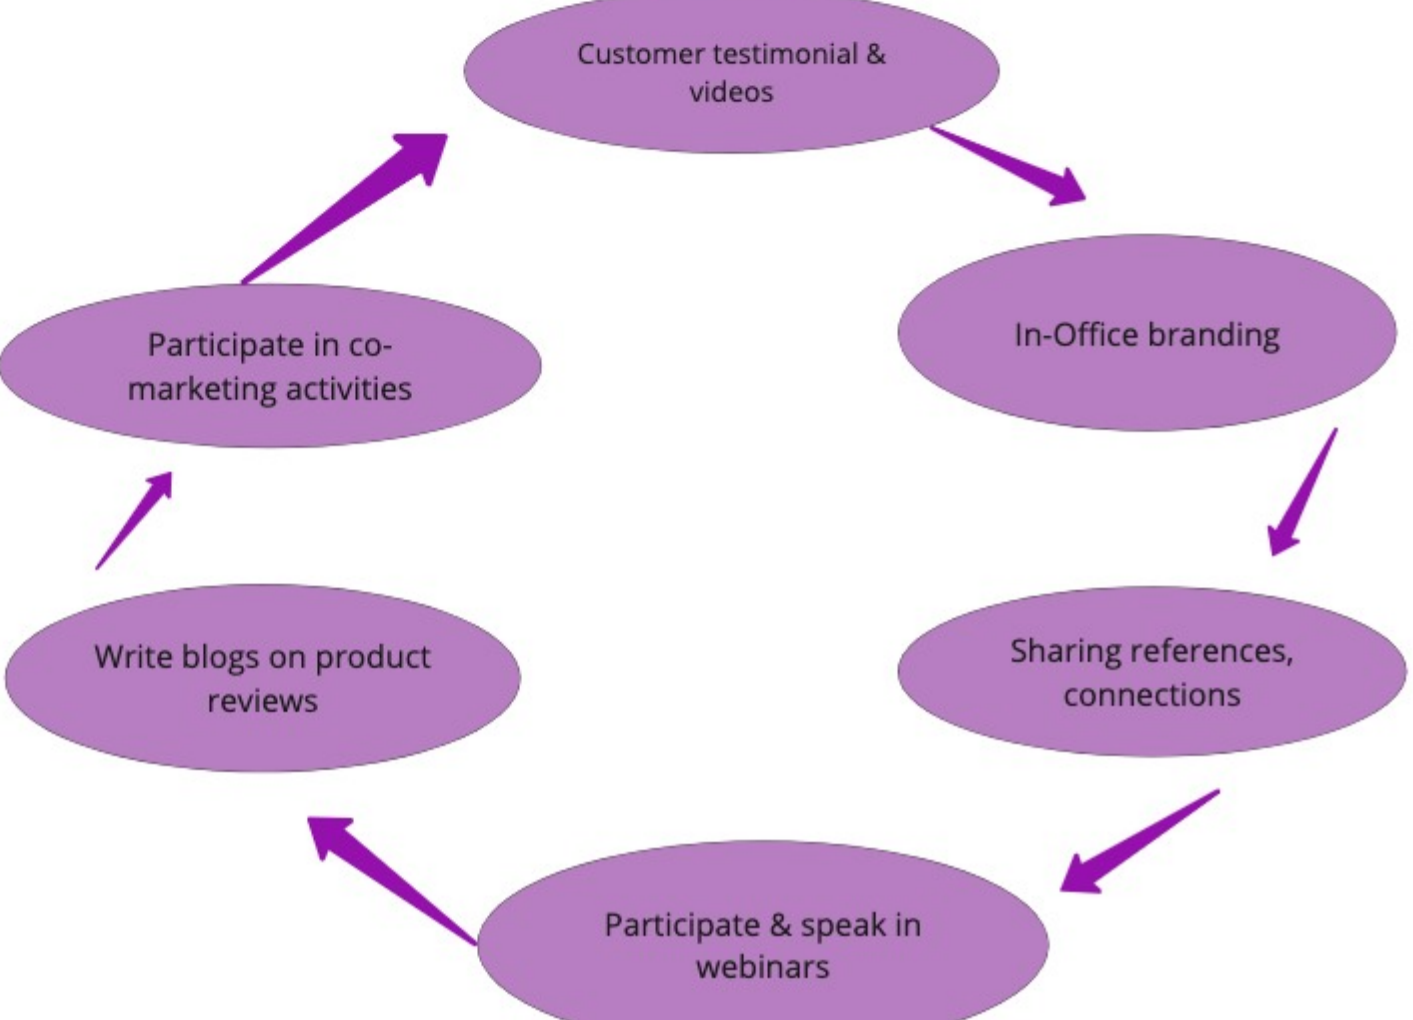 Customer testimonial &
videos
In-Office branding
Sharing references,
connections
Participate & speak in
webinars
Write blogs on product
reviews
Participate in co-
marketing activities